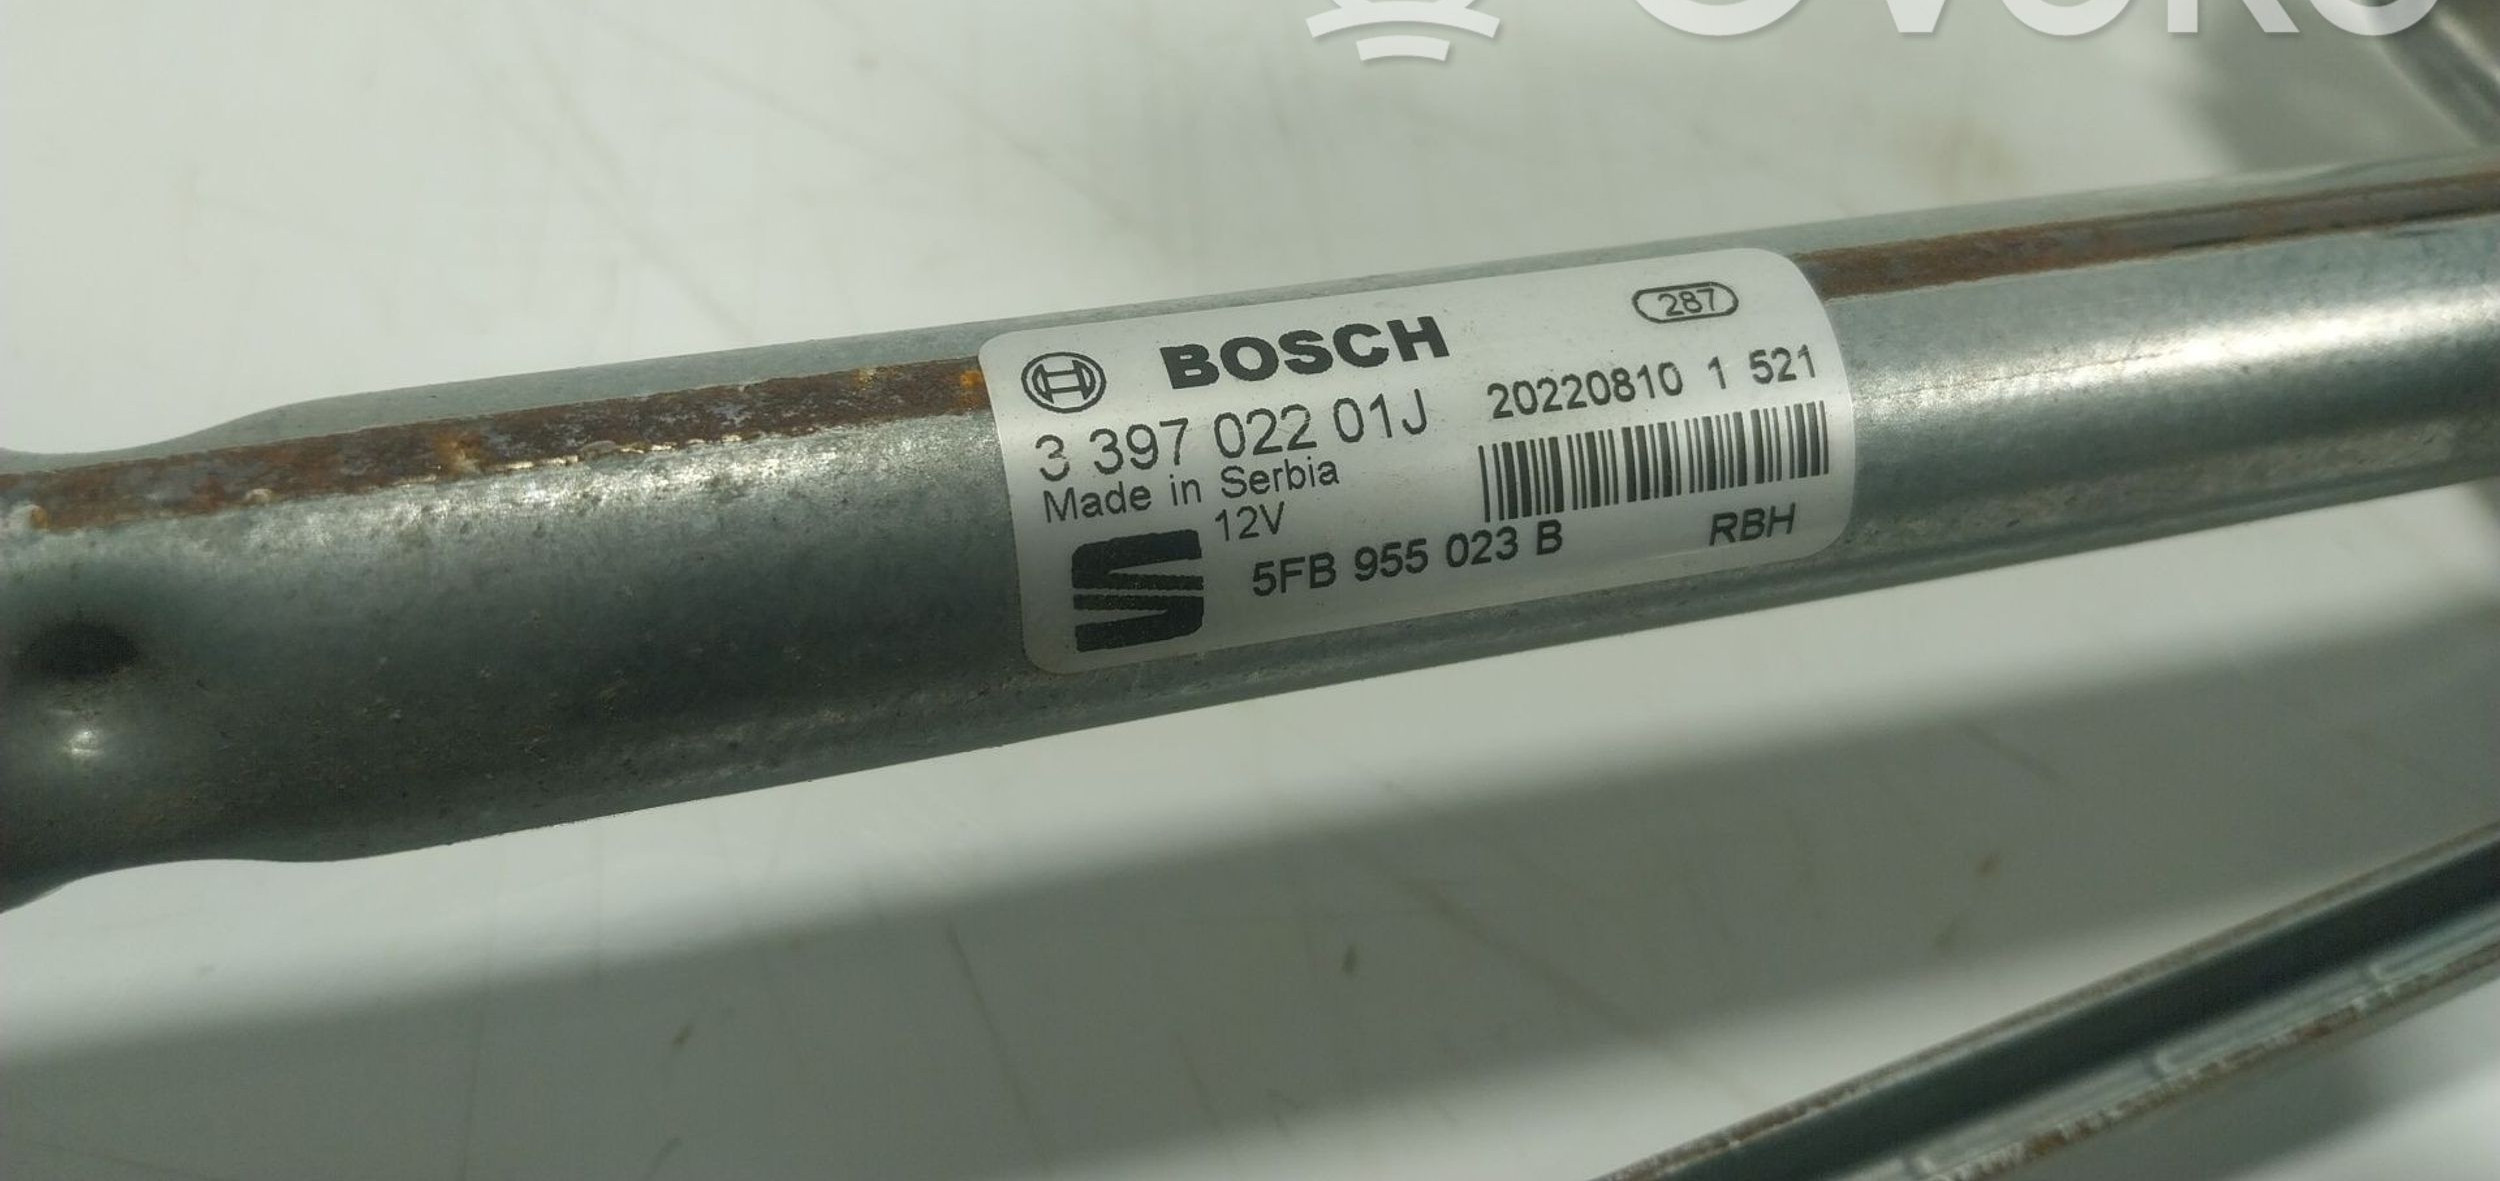 BOSCH
287
3 397 022 01J
20220810 1 521
Made in Serbia
12V
5FB 955 023 B
RBH